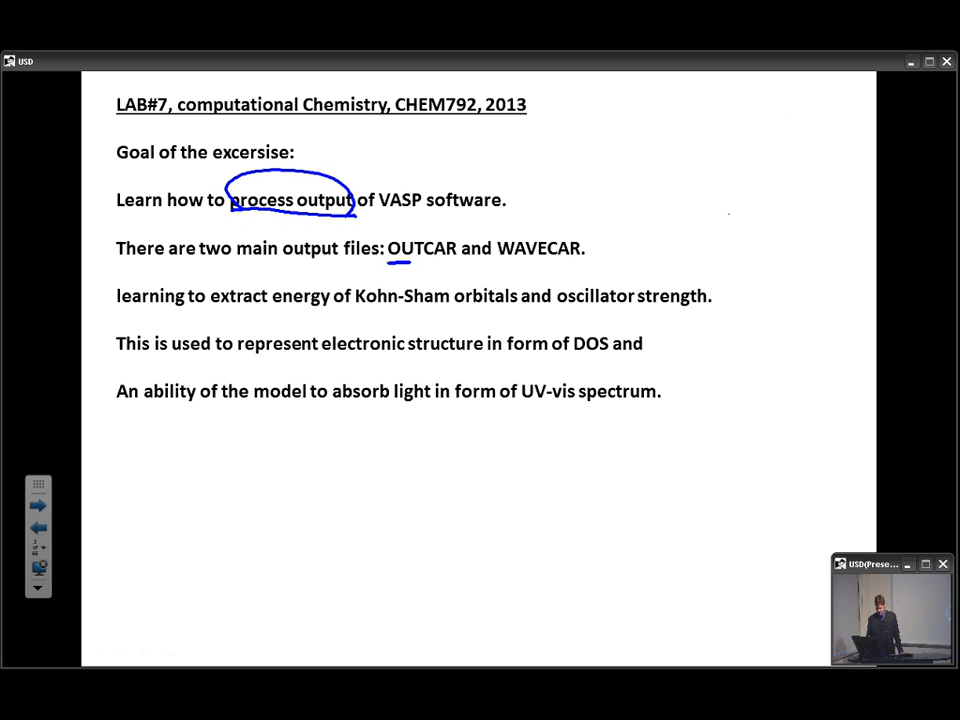 USD
LAB#7, computational Chemistry, CHEM792, 2013
Goal of the excersise:
Learn how to process output of VASP software.
There are two main output files: OUTCAR and WAVECAR.
learning to extract energy of Kohn-Sham orbitals and oscillator strength.
This is used to represent electronic structure in form of DOS and
An ability of the model to absorb light in form of UV-vis spectrum.
USD(Prese...